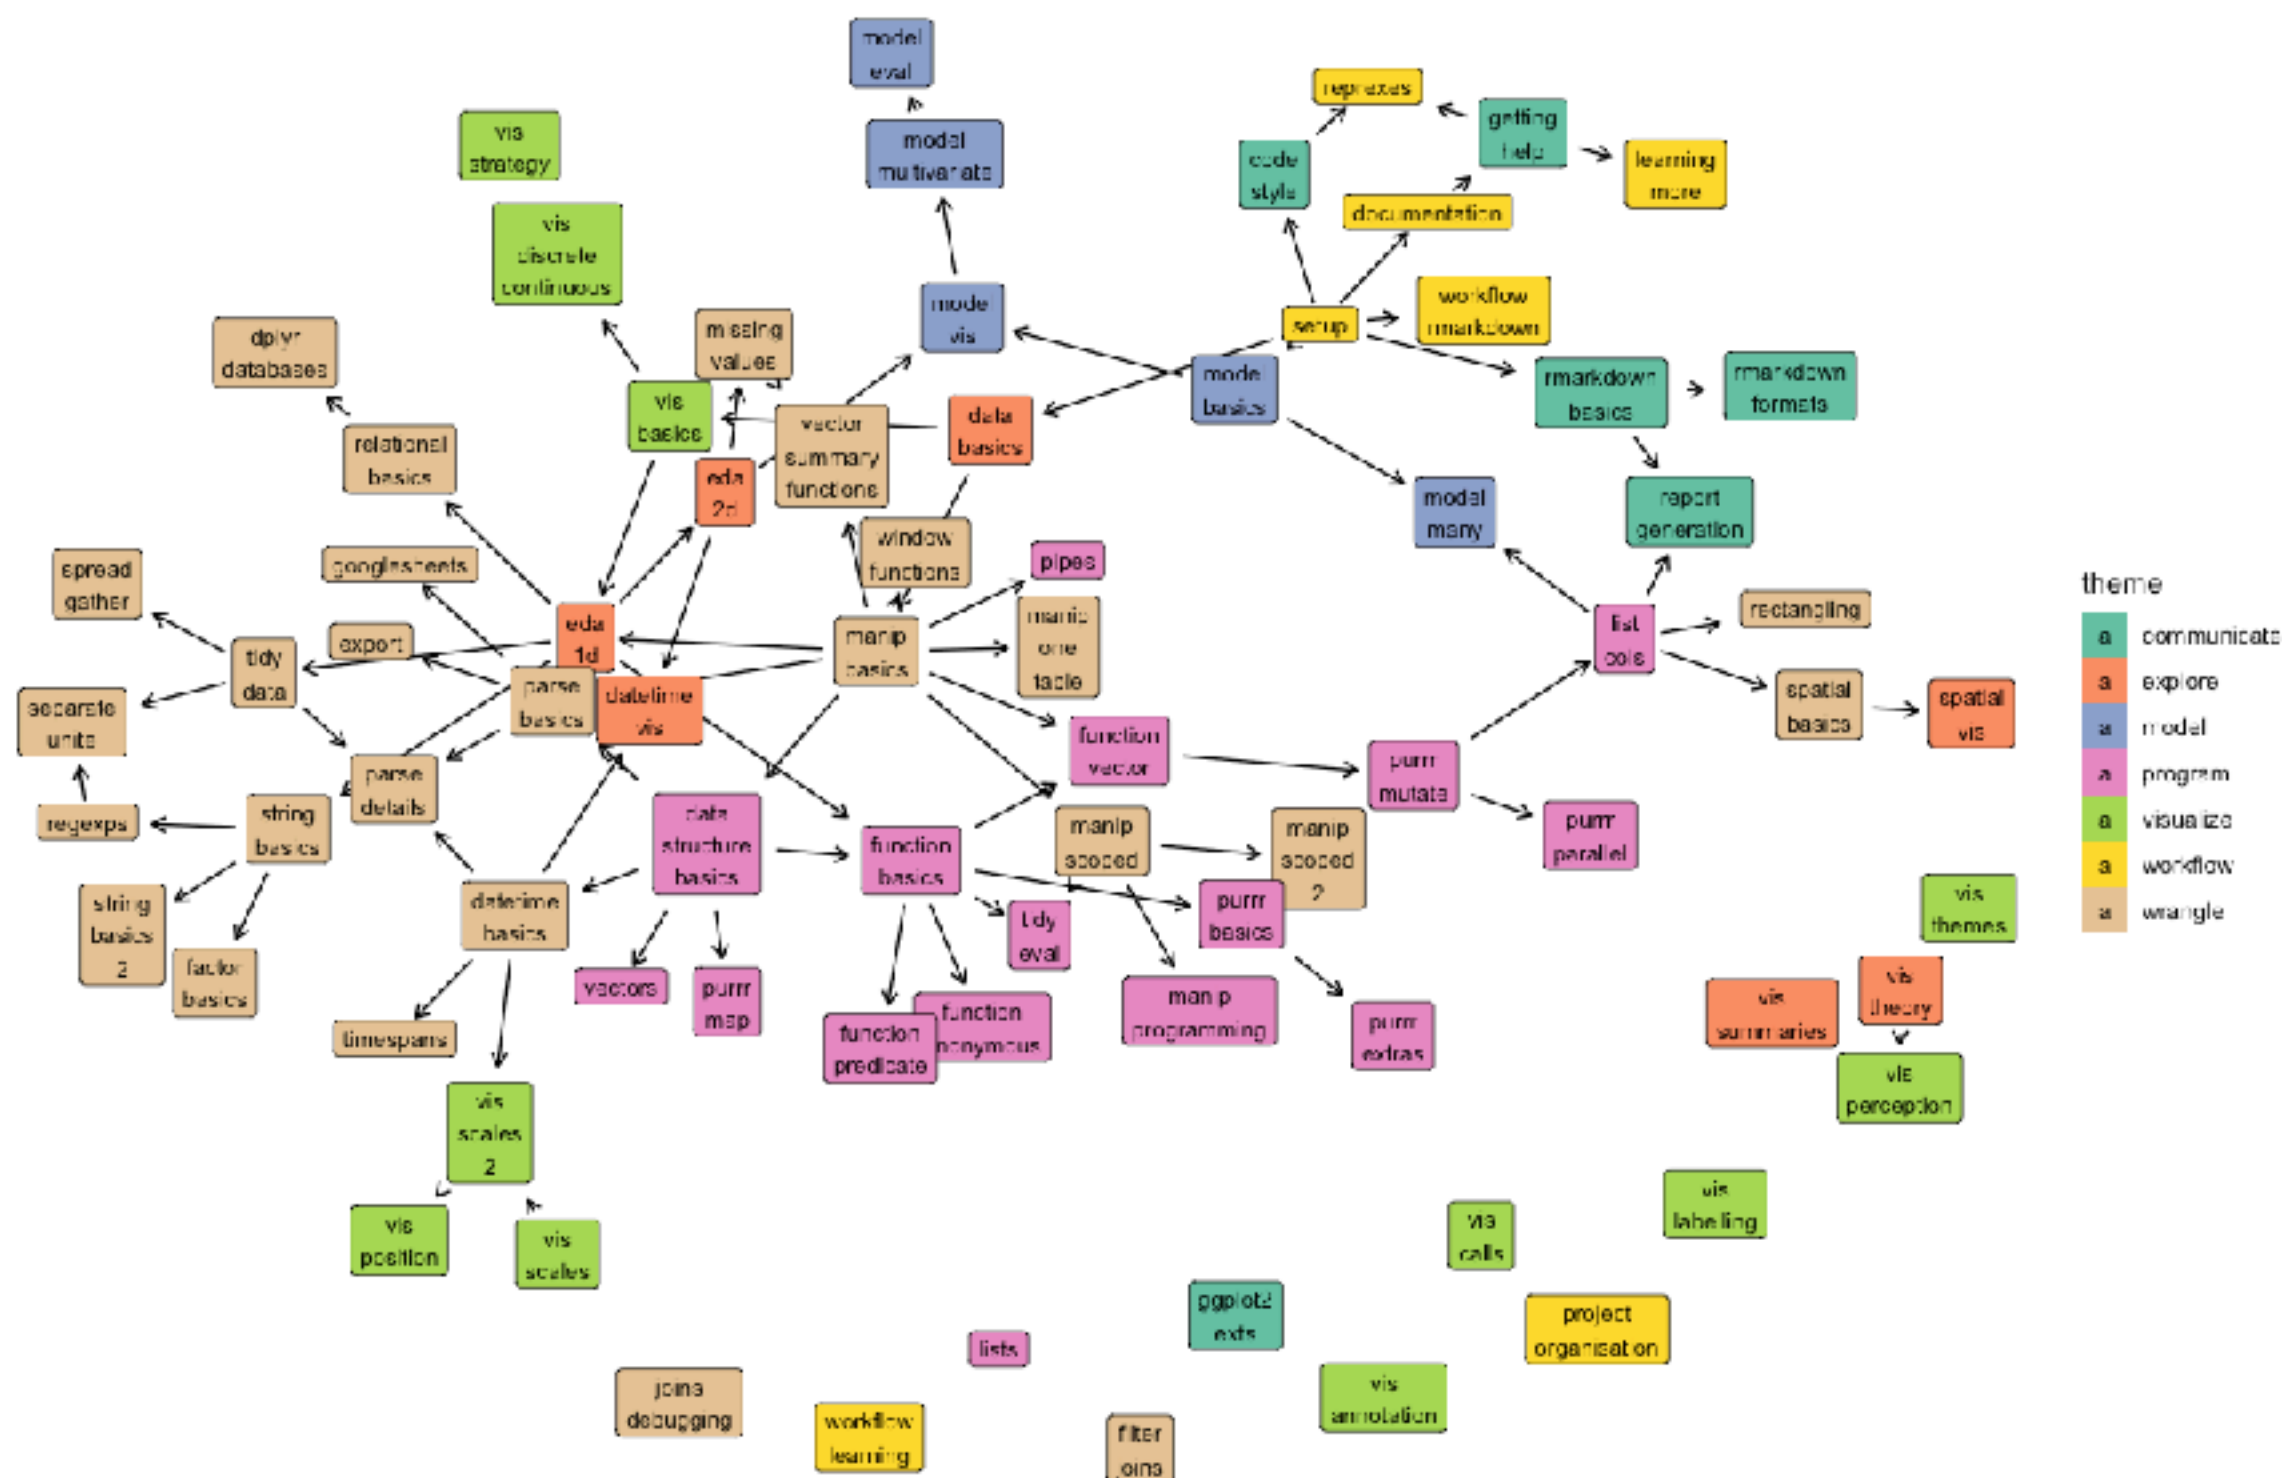 model
eval
vis
strategy
model
multivariate
reprexes
getting
help
code
style
learning
more
documentation
vis
discrete
continuous
model
vis
workflow
rmarkdown
setup
missing
values
dplyr
databases
vis
basics
vector
summary
functions
data
basics
model
basics
rmarkdown
basics
rmarkdown
formats
relational
basics
eda
2d
model
many
report
generation
window
functions
pipes
googlesheets
spread
gather
eda
1d
export
tidy
data
manip
basics
manip
one
table
list
cols
rectangling
spatial
basics
spatial
vis
separate
unite
parse
basics
datetime
vis
function
vector
purrr
mutate
parse
details
regexps
string
basics
data
structure
basics
function
basics
manip
scoped
manip
scoped
2
purrr
parallel
string
basics
2
factor
basics
datetime
basics
tidy
eval
purrr
basics
vectors
purrr
map
function
predicate
function
nonymous
manip
programming
purrr
extras
timespans
vis
scales
2
vis
position
vis
scales
vis
themes
vis
theory
vis
summaries
vis
perception
vis
labelling
vis
calls
ggplot2
exts
project
organisation
lists
vis
annotation
joins
debugging
workflow
learning
filter
joins
theme
a communicate
a explore
a model
a program
a visualize
a workflow
a wrangle